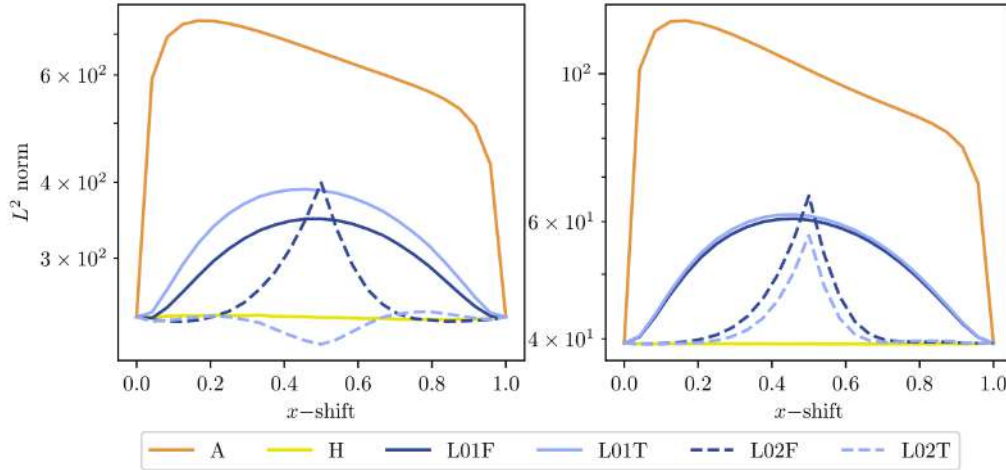 6 × 10²
4 × 10²
3 × 10²
L² norm
0.0 0.2 0.4 0.6 0.8 1.0
x−shift
10²
6 × 10¹
4 × 10¹
0.0 0.2 0.4 0.6 0.8 1.0
x−shift
A H L01F L01T L02F L02T